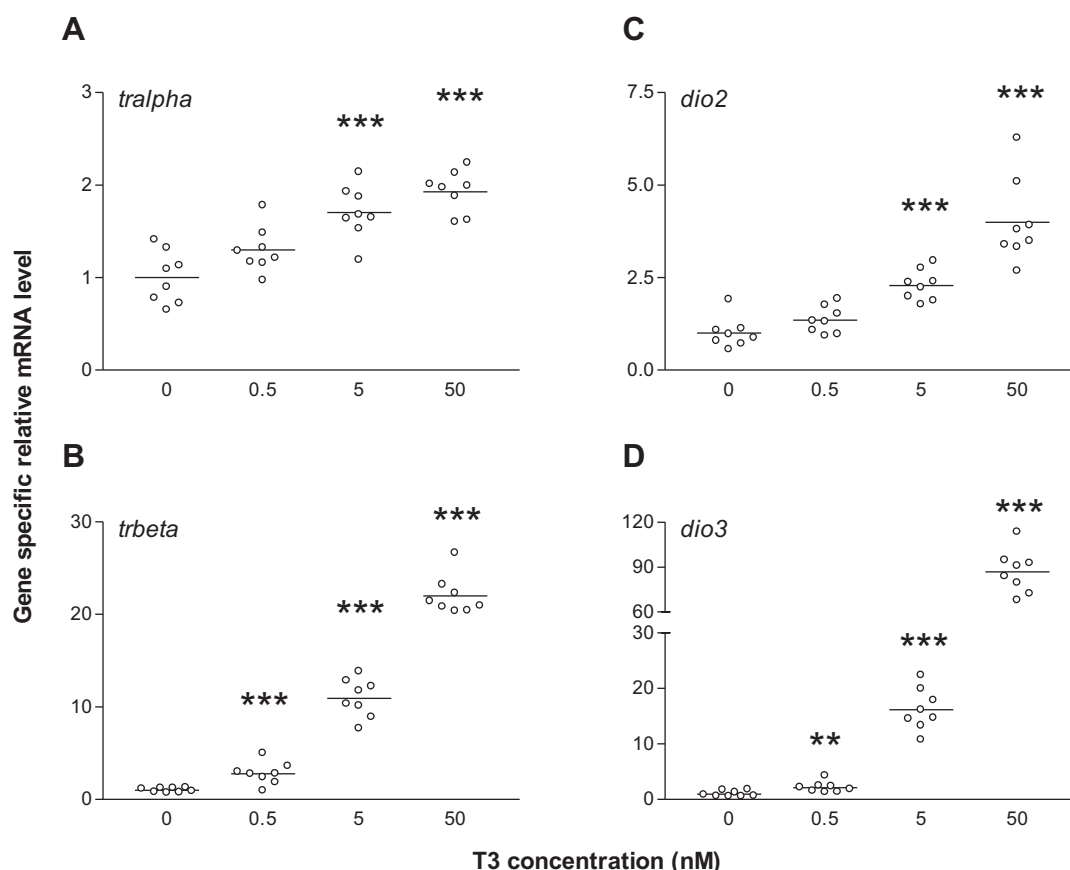 A
tralpha
***
***
3
2
1
0
0 0.5 5 50
C
dio2
***
***
7.5
5.0
2.5
0.0
0 0.5 5 50
Gene specific relative mRNA level
B
trbeta
***
***
***
30
20
10
0
0 0.5 5 50
D
dio3
***
***
**
120
90
60
30
20
10
0
0 0.5 5 50
T3 concentration (nM)